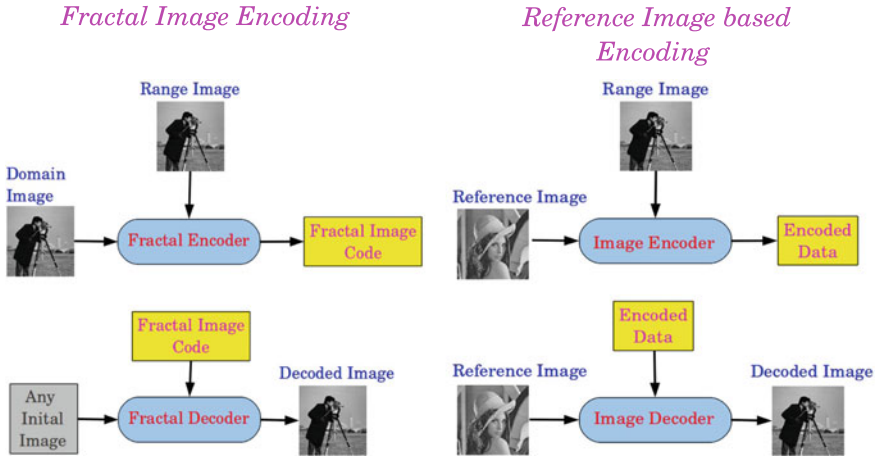 Fractal Image Encoding
Range Image
Domain
Image
Fractal Encoder
Fractal Image
Code
Fractal Image
Code
Any
Inital
Image
Fractal Decoder
Decoded Image
Reference Image based
Encoding
Range Image
Reference Image
Image Encoder
Encoded
Data
Encoded
Data
Reference Image
Image Decoder
Decoded Image